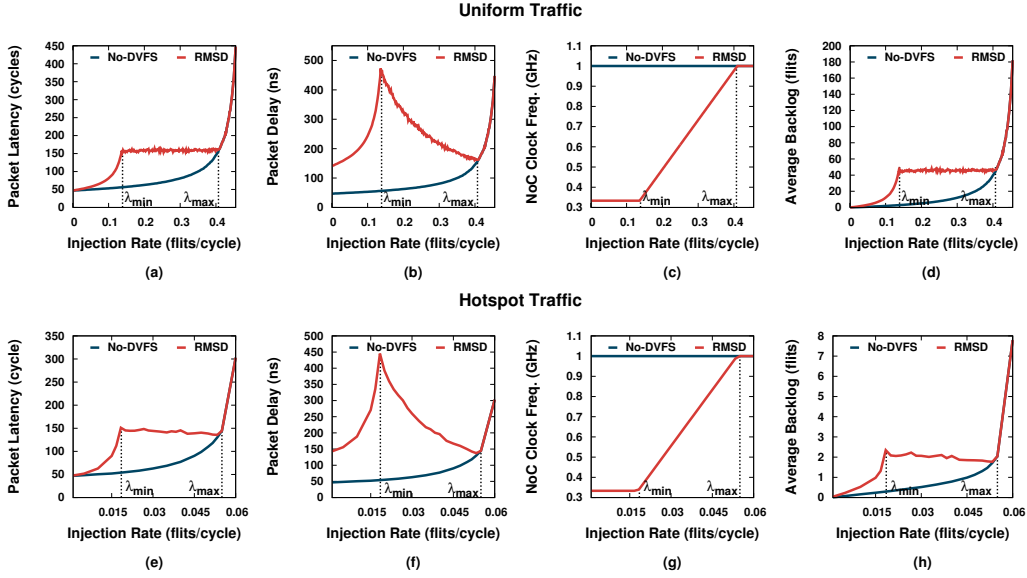 Uniform Traffic
Packet Latency (cycles)
450
400
350
300
250
200
150
100
50
0
No-DVFS RMSD
λmin λmax
0 0.1 0.2 0.3 0.4
Injection Rate (flits/cycle)
(a)
Packet Delay (ns)
500
400
300
200
100
0
No-DVFS RMSD
λmin λmax
0 0.1 0.2 0.3 0.4
Injection Rate (flits/cycle)
(b)
NoC Clock Freq. (GHz)
1.1
1
0.9
0.8
0.7
0.6
0.5
0.4
0.3
No-DVFS RMSD
λmin λmax
0 0.1 0.2 0.3 0.4
Injection Rate (flits/cycle)
(c)
Average Backlog (flits)
200
180
160
140
120
100
80
60
40
20
0
No-DVFS RMSD
λmin λmax
0 0.1 0.2 0.3 0.4
Injection Rate (flits/cycle)
(d)
Hotspot Traffic
Packet Latency (cycle)
350
300
250
200
150
100
50
0
No-DVFS RMSD
λmin λmax
0.015 0.03 0.045 0.06
Injection Rate (flits/cycle)
(e)
Packet Delay (ns)
500
450
400
350
300
250
200
150
100
50
0
No-DVFS RMSD
λmin λmax
0.015 0.03 0.045 0.06
Injection Rate (flits/cycle)
(f)
NoC Clock Freq. (GHz)
1.1
1
0.9
0.8
0.7
0.6
0.5
0.4
0.3
No-DVFS RMSD
λmin λmax
0.015 0.03 0.045 0.06
Injection Rate (flits/cycle)
(g)
Average Backlog (flits)
8
7
6
5
4
3
2
1
0
No-DVFS RMSD
λmin λmax
0.015 0.03 0.045 0.06
Injection Rate (flits/cycle)
(h)